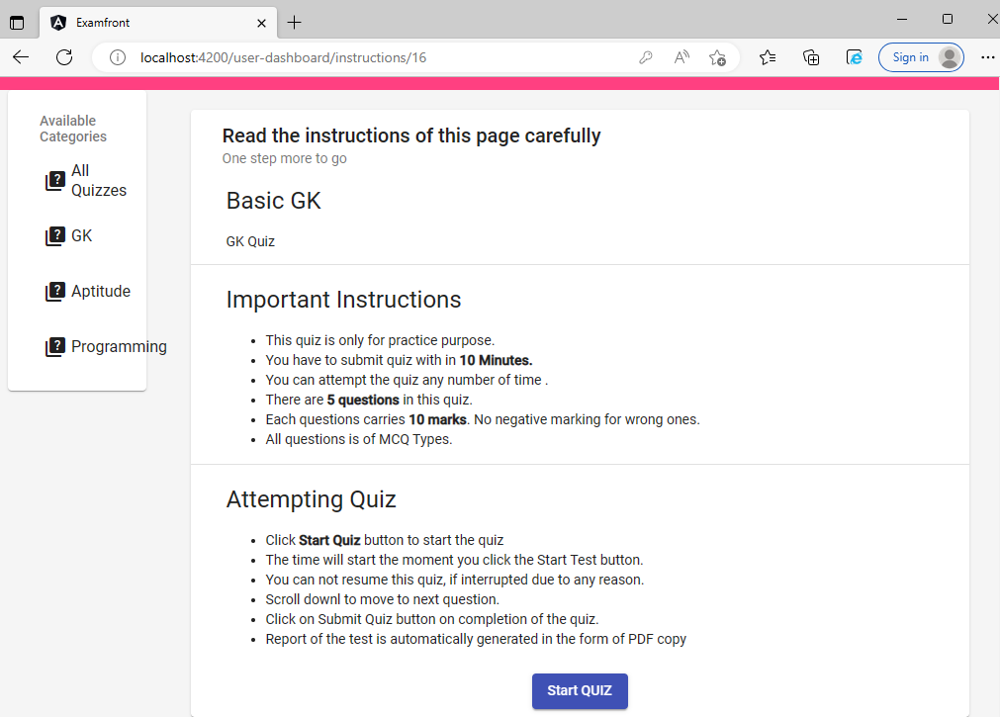 Examfront
localhost:4200/user-dashboard/instructions/16
Sign in
Available
Categories
All
Quizzes
GK
Aptitude
Programming
Read the instructions of this page carefully
One step more to go
Basic GK
GK Quiz
Important Instructions
This quiz is only for practice purpose.
You have to submit quiz with in 10 Minutes.
You can attempt the quiz any number of time .
There are 5 questions in this quiz.
Each questions carries 10 marks. No negative marking for wrong ones.
All questions is of MCQ Types.
Attempting Quiz
Click Start Quiz button to start the quiz
The time will start the moment you click the Start Test button.
You can not resume this quiz, if interrupted due to any reason.
Scroll downl to move to next question.
Click on Submit Quiz button on completion of the quiz.
Report of the test is automatically generated in the form of PDF copy
Start QUIZ